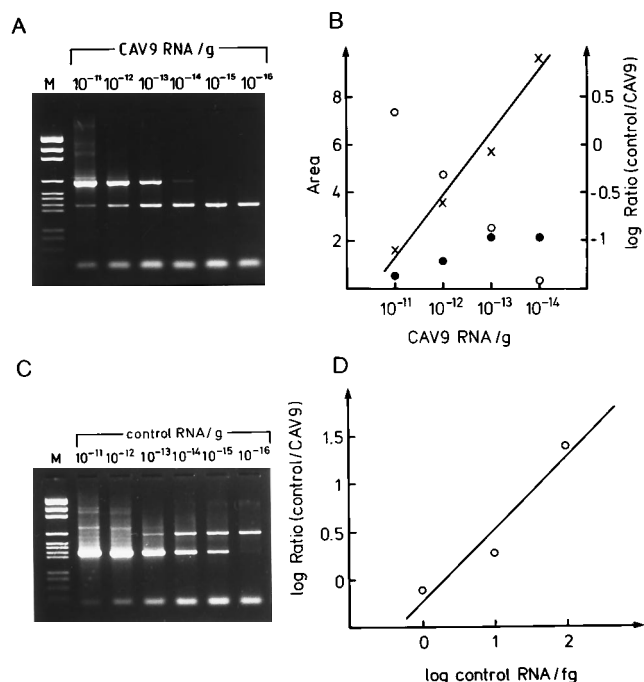 A
CAV9 RNA/g
M 10⁻¹¹ 10⁻¹² 10⁻¹³ 10⁻¹⁴ 10⁻¹⁵ 10⁻¹⁶
B
Area
8
6
4
2
0.5
0
-0.5
-1
log Ratio (control/CAV9)
10⁻¹¹ 10⁻¹² 10⁻¹³ 10⁻¹⁴
CAV9 RNA/g
C
control RNA/g
M 10⁻¹¹ 10⁻¹² 10⁻¹³ 10⁻¹⁴ 10⁻¹⁵ 10⁻¹⁶
D
log Ratio (control/CAV9)
1.5
1
0.5
0
0 1 2
log control RNA/fg